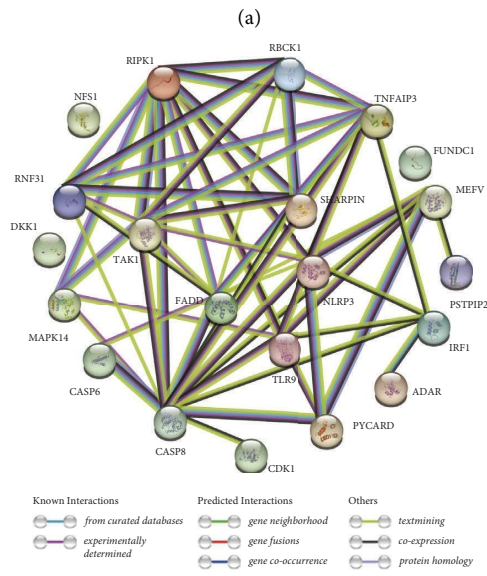 (a)
RBCK1
RIPK1
NFS1
TNFAIP3
FUNDC1
RNF31
MEFV
SHARPIN
DKK1
TAK1
PSTPIP2
FADD
NLRP3
MAPK14
IRF1
TLR9
CASP6
ADAR
PYCARD
CASP8
CDK1
Known Interactions
from curated databases
experimentally
determined
Predicted Interactions
gene neighborhood
gene fusions
gene co-occurrence
Others
textmining
co-expression
protein homology